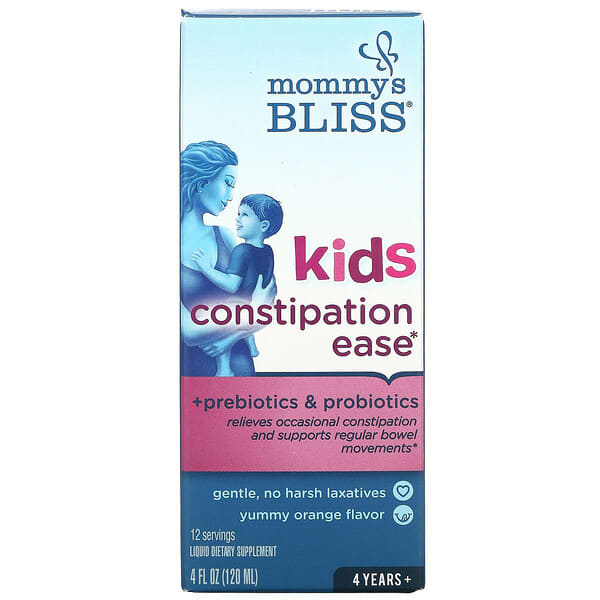 mommy's
BLISS®
kids
constipation
ease*
+prebiotics & probiotics
relieves occasional constipation
and supports regular bowel
movements*
gentle, no harsh laxatives
yummy orange flavor
12 servings
LIQUID DIETARY SUPPLEMENT
4 FL OZ (120 ML)
4 YEARS +